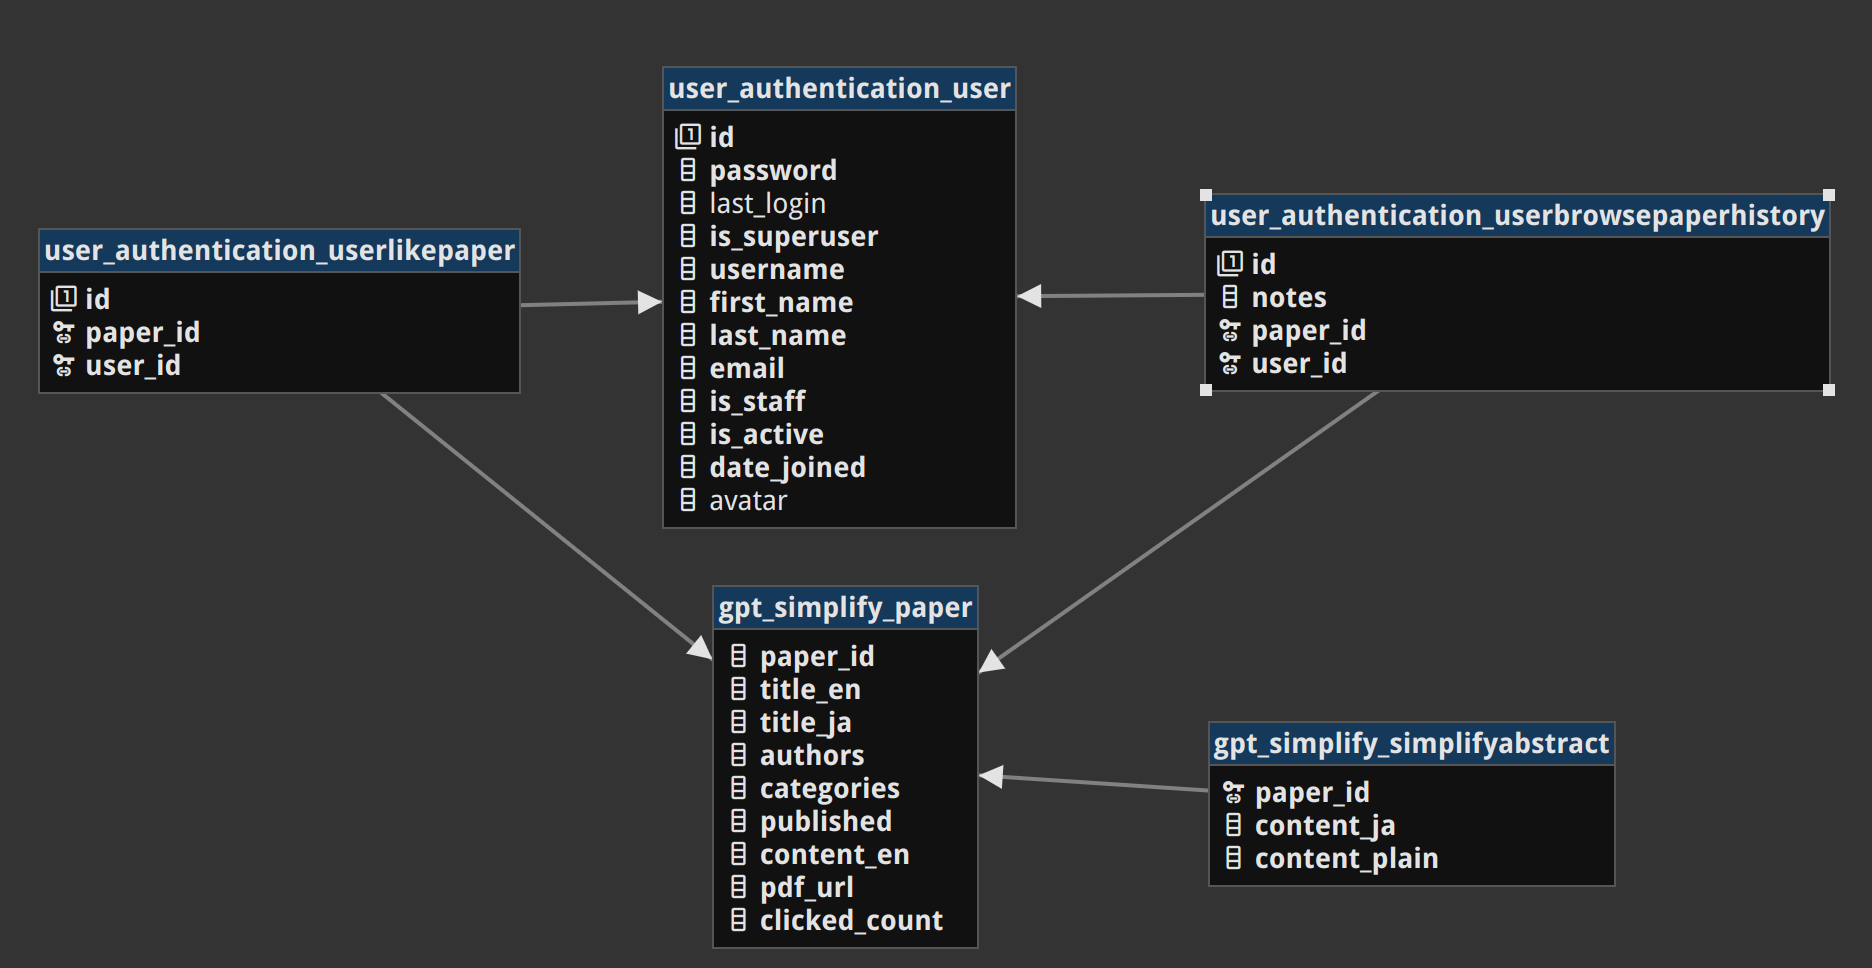 user_authentication_user
id
password
last_login
is_superuser
username
first_name
last_name
email
is_staff
is_active
date_joined
avatar
user_authentication_userlikepaper
id
paper_id
user_id
user_authentication_userbrowsepaperhistory
id
notes
paper_id
user_id
gpt_simplify_paper
paper_id
title_en
title_ja
authors
categories
published
content_en
pdf_url
clicked_count
gpt_simplify_simplifyabstract
paper_id
content_ja
content_plain